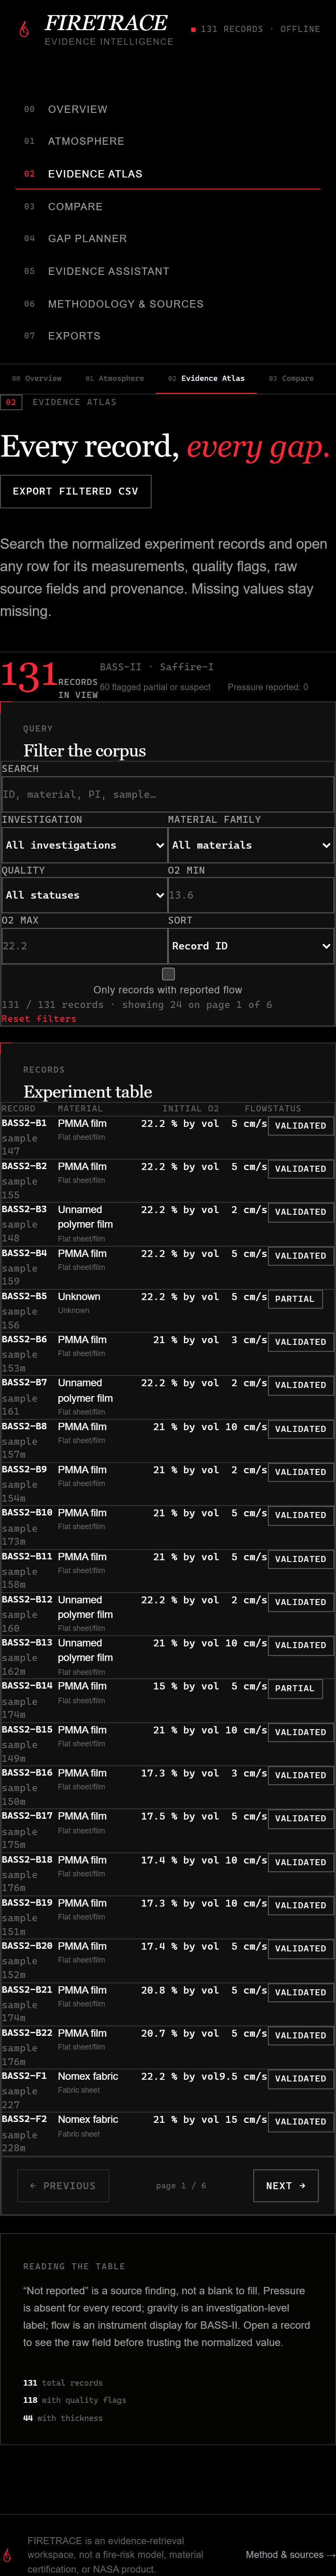 FIRETRACE
EVIDENCE INTELLIGENCE
131 RECORDS · OFFLINE
00 OVERVIEW
01 ATMOSPHERE
02 EVIDENCE ATLAS
03 COMPARE
04 GAP PLANNER
05 EVIDENCE ASSISTANT
06 METHODOLOGY & SOURCES
07 EXPORTS
00 Overview 01 Atmosphere 02 Evidence Atlas 03 Compare
02 EVIDENCE ATLAS
Every record, every gap.
EXPORT FILTERED CSV
Search the normalized experiment records and open
any row for its measurements, quality flags, raw
source fields and provenance. Missing values stay
missing.
131 RECORDS IN VIEW
BASS-II · Saffire-I
60 flagged partial or suspect Pressure reported: 0
QUERY
Filter the corpus
SEARCH
ID, material, PI, sample…
INVESTIGATION MATERIAL FAMILY
All investigations All materials
QUALITY O2 MIN
All statuses 13.6
O2 MAX SORT
22.2 Record ID
Only records with reported flow
131 / 131 records · showing 24 on page 1 of 6
Reset filters
RECORDS
Experiment table
RECORD MATERIAL INITIAL O2 FLOW STATUS
BASS2-B1 PMMA film 22.2 % by vol 5 cm/s VALIDATED
sample 147 Flat sheet/film
BASS2-B2 PMMA film 22.2 % by vol 5 cm/s VALIDATED
sample 155 Flat sheet/film
BASS2-B3 Unnamed polymer film 22.2 % by vol 2 cm/s VALIDATED
sample 148 Flat sheet/film
BASS2-B4 PMMA film 22.2 % by vol 5 cm/s VALIDATED
sample 159 Flat sheet/film
BASS2-B5 Unknown 22.2 % by vol 5 cm/s PARTIAL
sample 156 Unknown
BASS2-B6 PMMA film 21 % by vol 3 cm/s VALIDATED
sample 153m Flat sheet/film
BASS2-B7 Unnamed polymer film 22.2 % by vol 2 cm/s VALIDATED
sample 161 Flat sheet/film
BASS2-B8 PMMA film 21 % by vol 10 cm/s VALIDATED
sample 157m Flat sheet/film
BASS2-B9 PMMA film 21 % by vol 2 cm/s VALIDATED
sample 154m Flat sheet/film
BASS2-B10 PMMA film 21 % by vol 5 cm/s VALIDATED
sample 173m Flat sheet/film
BASS2-B11 PMMA film 21 % by vol 5 cm/s VALIDATED
sample 158m Flat sheet/film
BASS2-B12 Unnamed polymer film 22.2 % by vol 2 cm/s VALIDATED
sample 160 Flat sheet/film
BASS2-B13 Unnamed polymer film 21 % by vol 10 cm/s VALIDATED
sample 162m Flat sheet/film
BASS2-B14 PMMA film 15 % by vol 5 cm/s PARTIAL
sample 174m Flat sheet/film
BASS2-B15 PMMA film 21 % by vol 10 cm/s VALIDATED
sample 149m Flat sheet/film
BASS2-B16 PMMA film 17.3 % by vol 3 cm/s VALIDATED
sample 150m Flat sheet/film
BASS2-B17 PMMA film 17.5 % by vol 5 cm/s VALIDATED
sample 175m Flat sheet/film
BASS2-B18 PMMA film 17.4 % by vol 10 cm/s VALIDATED
sample 176m Flat sheet/film
BASS2-B19 PMMA film 17.3 % by vol 10 cm/s VALIDATED
sample 151m Flat sheet/film
BASS2-B20 PMMA film 17.4 % by vol 5 cm/s VALIDATED
sample 152m Flat sheet/film
BASS2-B21 PMMA film 20.8 % by vol 5 cm/s VALIDATED
sample 174m Flat sheet/film
BASS2-B22 PMMA film 20.7 % by vol 5 cm/s VALIDATED
sample 176m Flat sheet/film
BASS2-F1 Nomex fabric 22.2 % by vol 9.5 cm/s VALIDATED
sample 227 Fabric sheet
BASS2-F2 Nomex fabric 21 % by vol 15 cm/s VALIDATED
sample 228m Fabric sheet
← PREVIOUS page 1 / 6 NEXT →
READING THE TABLE
“Not reported” is a source finding, not a blank to fill. Pressure
is absent for every record; gravity is an investigation-level
label; flow is an instrument display for BASS-II. Open a record
to see the raw field before trusting the normalized value.
131 total records
118 with quality flags
44 with thickness
FIRETRACE is an evidence-retrieval
workspace, not a fire-risk model, material
certification, or NASA product.
Method & sources →